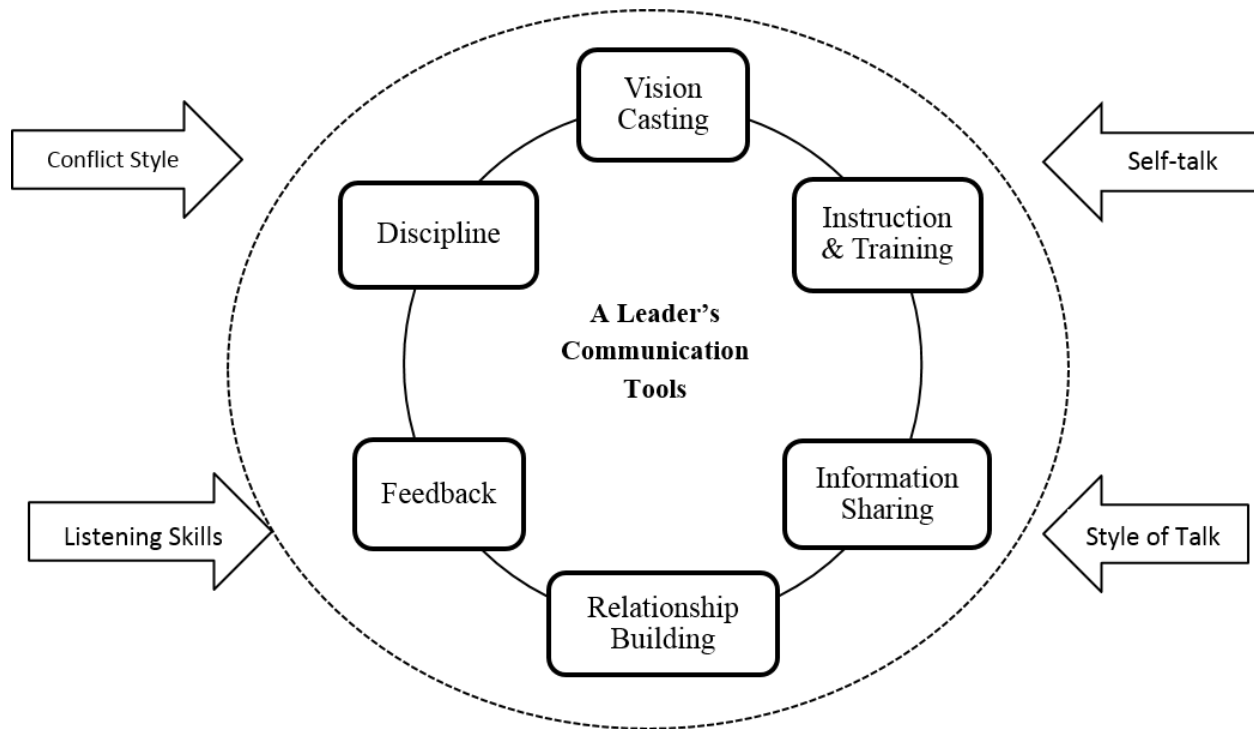 Vision
Casting
Conflict Style
Self-talk
Discipline
Instruction
& Training
A Leader’s
Communication
Tools
Feedback
Information
Sharing
Listening Skills
Style of Talk
Relationship
Building